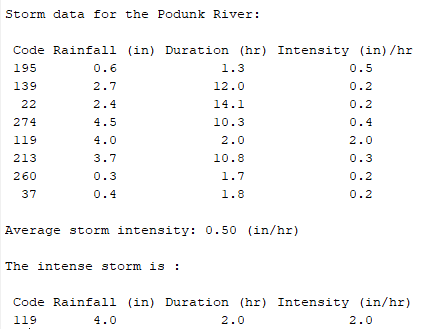 Storm data for the Podunk River:
Code Rainfall (in) Duration (hr) Intensity (in)/hr
195 0.6 1.3 0.5
139 2.7 12.0 0.2
22 2.4 14.1 0.2
274 4.5 10.3 0.4
119 4.0 2.0 2.0
213 3.7 10.8 0.3
260 0.3 1.7 0.2
37 0.4 1.8 0.2
Average storm intensity: 0.50 (in/hr)
The intense storm is :
Code Rainfall (in) Duration (hr) Intensity (in/hr)
119 4.0 2.0 2.0